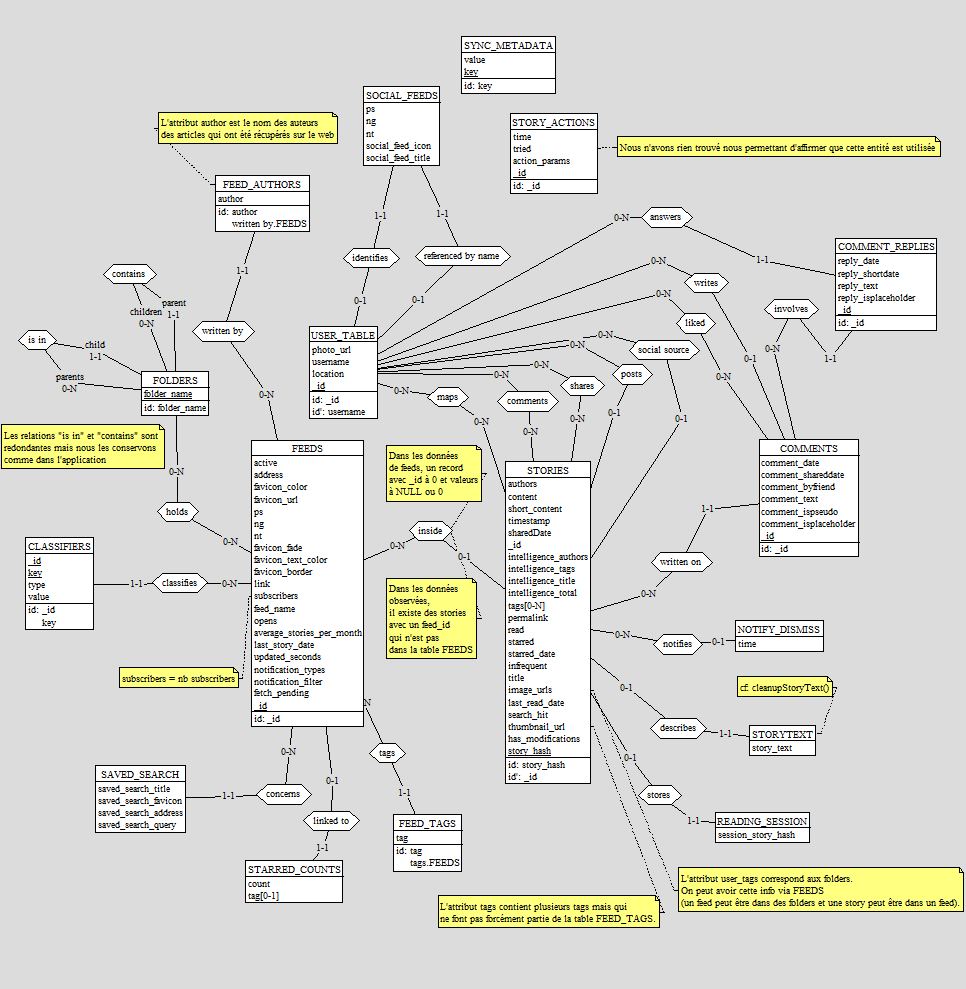 SYNC_METADATA
value
key
id: key
SOCIAL_FEEDS
ps
ng
nt
social_feed_icon
social_feed_title
L'attribut author est le nom des auteurs
des articles qui ont été récupérés sur le web
STORY_ACTIONS
time
tried
action_params
_id
id: _id
Nous n'avons rien trouvé nous permettant d'affirmer que cette entité est utilisée
FEED_AUTHORS
author
id: author
written by.FEEDS
1-1
1-1
0-N
answers
1-1
COMMENT_REPLIES
reply_date
reply_shortdate
reply_text
reply_isplaceholder
_id
id: _id
identifies
referenced by name
0-1
0-1
1-1
contains
children
0-N
parent
1-1
written by
0-N
is in
child
1-1
parents
0-N
FOLDERS
folder_name
id: folder_name
USER_TABLE
photo_url
username
location
_id
id: _id
id': username
0-N
writes
0-1
0-N
liked
0-N
involves
0-N
1-1
0-N
social source
0-1
0-N
posts
0-1
0-N
shares
0-N
0-N
comments
0-N
0-N
maps
0-N
Les relations "is in" et "contains" sont
redondantes mais nous les conservons
comme dans l'application
0-N
holds
0-N
FEEDS
active
address
favicon_color
favicon_url
ps
ng
nt
favicon_fade
favicon_text_color
favicon_border
link
subscribers
feed_name
opens
average_stories_per_month
last_story_date
updated_seconds
notification_types
notification_filter
fetch_pending
_id
id: _id
Dans les données
de feeds, un record
avec _id à 0 et valeurs
à NULL ou 0
inside
0-N
0-1
STORIES
authors
content
short_content
timestamp
sharedDate
_id
intelligence_authors
intelligence_tags
intelligence_title
intelligence_total
tags[0-N]
permalink
read
starred
starred_date
infrequent
title
image_urls
last_read_date
search_hit
thumbnail_url
has_modifications
story_hash
id: story_hash
id': _id
COMMENTS
comment_date
comment_shareddate
comment_byfriend
comment_text
comment_ispseudo
comment_isplaceholder
_id
id: _id
1-1
written on
0-N
CLASSIFIERS
_id
key
type
value
id: _id
key
1-1
classifies
0-N
Dans les données
observées,
il existe des stories
avec un feed_id
qui n'est pas
dans la table FEEDS
0-N
notifies
0-1
NOTIFY_DISMISS
time
subscribers = nb subscribers
cf: cleanupStoryText()
0-1
describes
1-1
STORYTEXT
story_text
N
tags
1-1
0-N
concerns
1-1
SAVED_SEARCH
saved_search_title
saved_search_favicon
saved_search_address
saved_search_query
0-1
linked to
1-1
STARRED_COUNTS
count
tag[0-1]
FEED_TAGS
tag
id: tag
tags.FEEDS
0-1
stores
1-1
READING_SESSION
session_story_hash
L'attribut user_tags correspond aux folders.
On peut avoir cette info via FEEDS
(un feed peut être dans des folders et une story peut être dans un feed).
L'attribut tags contient plusieurs tags mais qui
ne font pas forcément partie de la table FEED_TAGS.